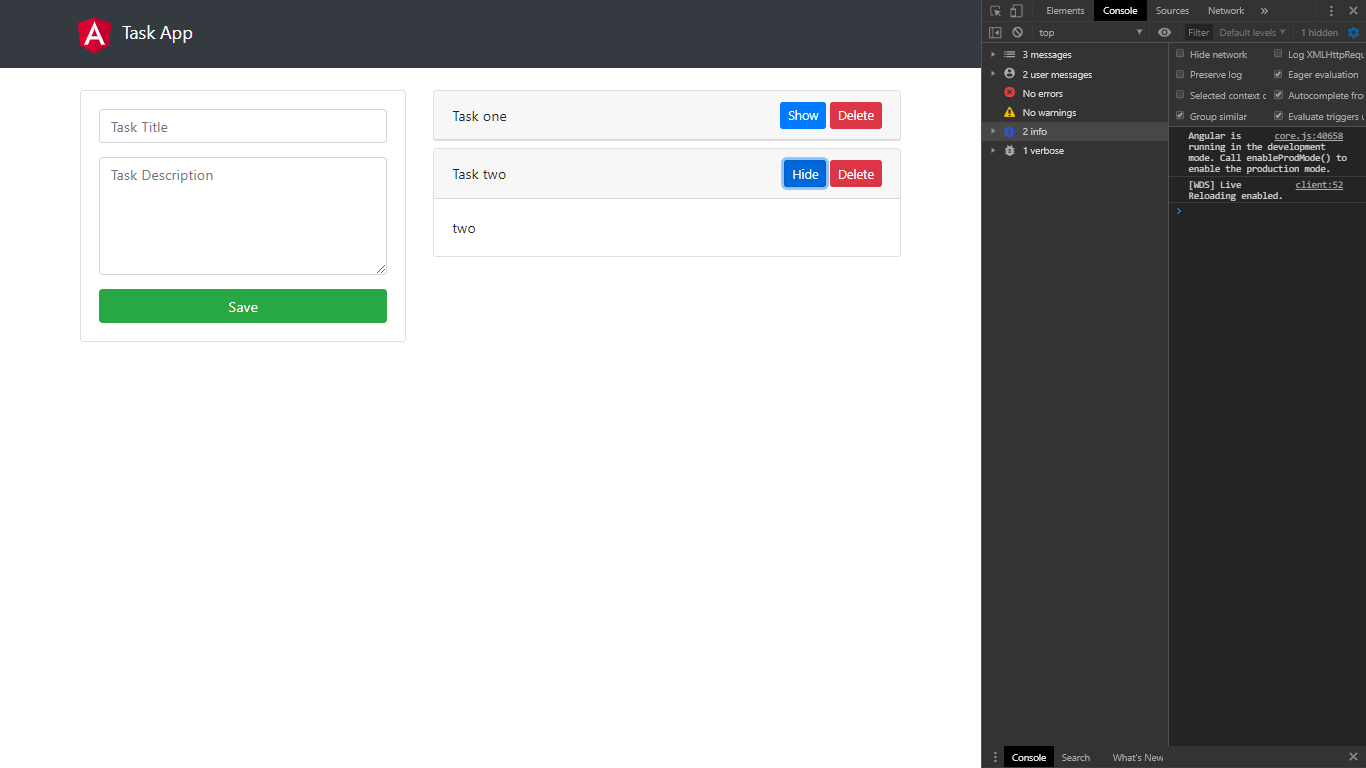 Task App
Task Title
Task Description
Save
Task one
Show
Delete
Task two
Hide
Delete
two
Elements
Console
Sources
Network
»
top
Filter
Default levels
1 hidden
3 messages
2 user messages
No errors
No warnings
2 info
1 verbose
Hide network
Log XMLHttpRequ
Preserve log
Eager evaluation
Selected context o
Autocomplete fro
Group similar
Evaluate triggers u
Angular is core.js:40658
running in the development
mode. Call enableProdMode() to
enable the production mode.
[WDS] Live client:52
Reloading enabled.
Console
Search
What's New